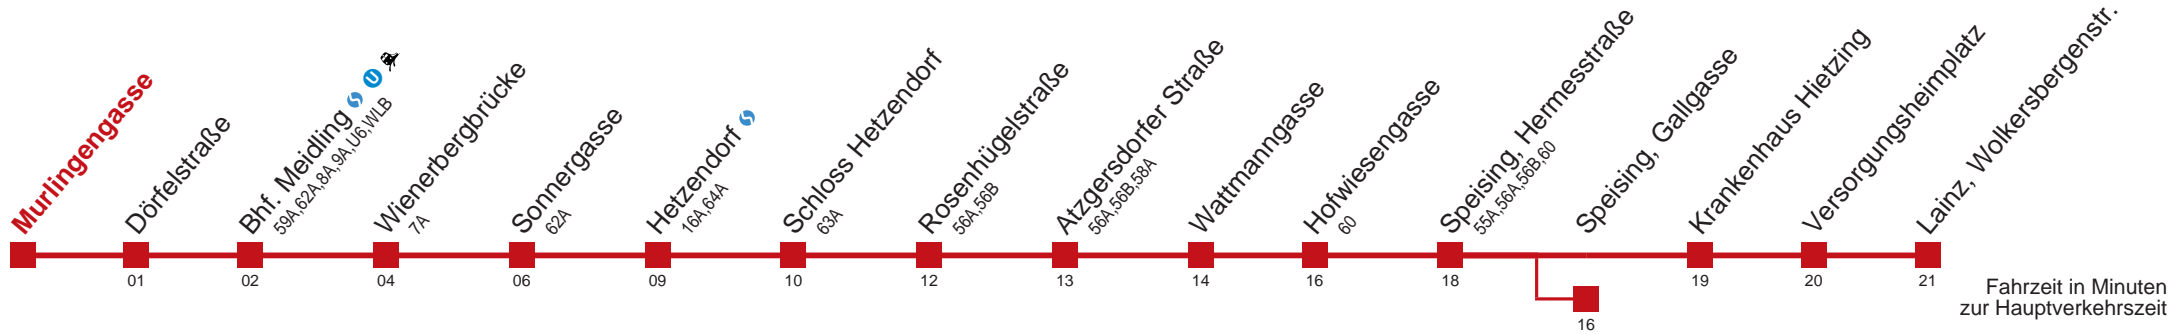 Murlingengasse
Dörfelstraße
01
Bhf. Meidling S U
59A,62A,8A,9A,U6,WLB
02
Wienerbergbrücke
7A
04
Sonnergasse
62A
06
Hetzendorf S
16A,64A
09
Schloss Hetzendorf
63A
10
Rosenhügelstraße
56A,56B
12
Atzgersdorfer Straße
56A,56B,58A
13
Wattmanngasse
14
Hofwiesengasse
60
16
Speising, Hermesstraße
55A,56A,56B,60
18
Speising, Gallgasse
16
Krankenhaus Hietzing
19
Versorgungsheimplatz
20
Lainz, Wolkersbergenstr.
21
Fahrzeit in Minuten
zur Hauptverkehrszeit